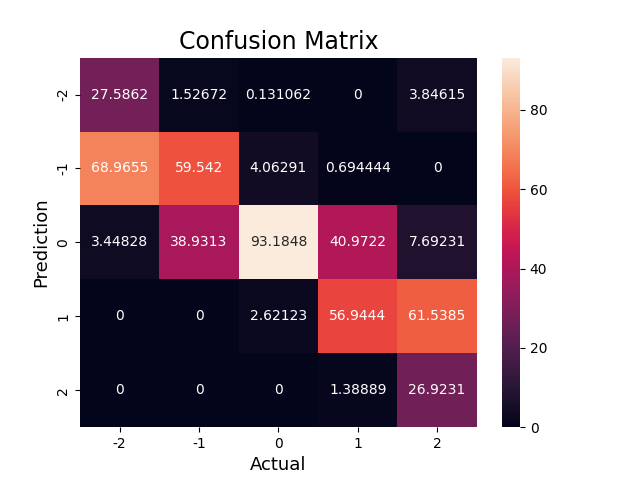 Confusion Matrix
Prediction
-2 27.5862 1.52672 0.131062 0 3.84615
-1 68.9655 59.542 4.06291 0.694444 0
0 3.44828 38.9313 93.1848 40.9722 7.69231
1 0 0 2.62123 56.9444 61.5385
2 0 0 0 1.38889 26.9231
-2 -1 0 1 2
Actual
80
60
40
20
0